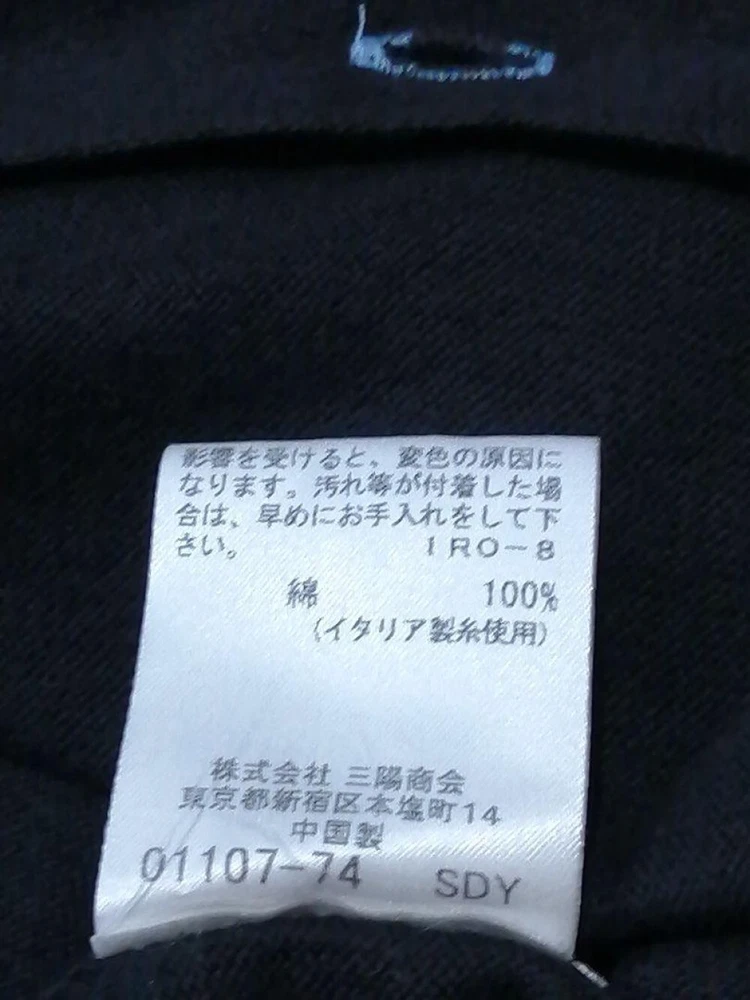 影響を受けると、変色の原因に
なります。汚れ等が付着した場
合は、早めにお手入れをして下
さい。 IRO-8
綿 100%
(イタリア製糸使用)
株式会社 三陽商会
東京都新宿区本塩町14
中国製
01107-74 SDY